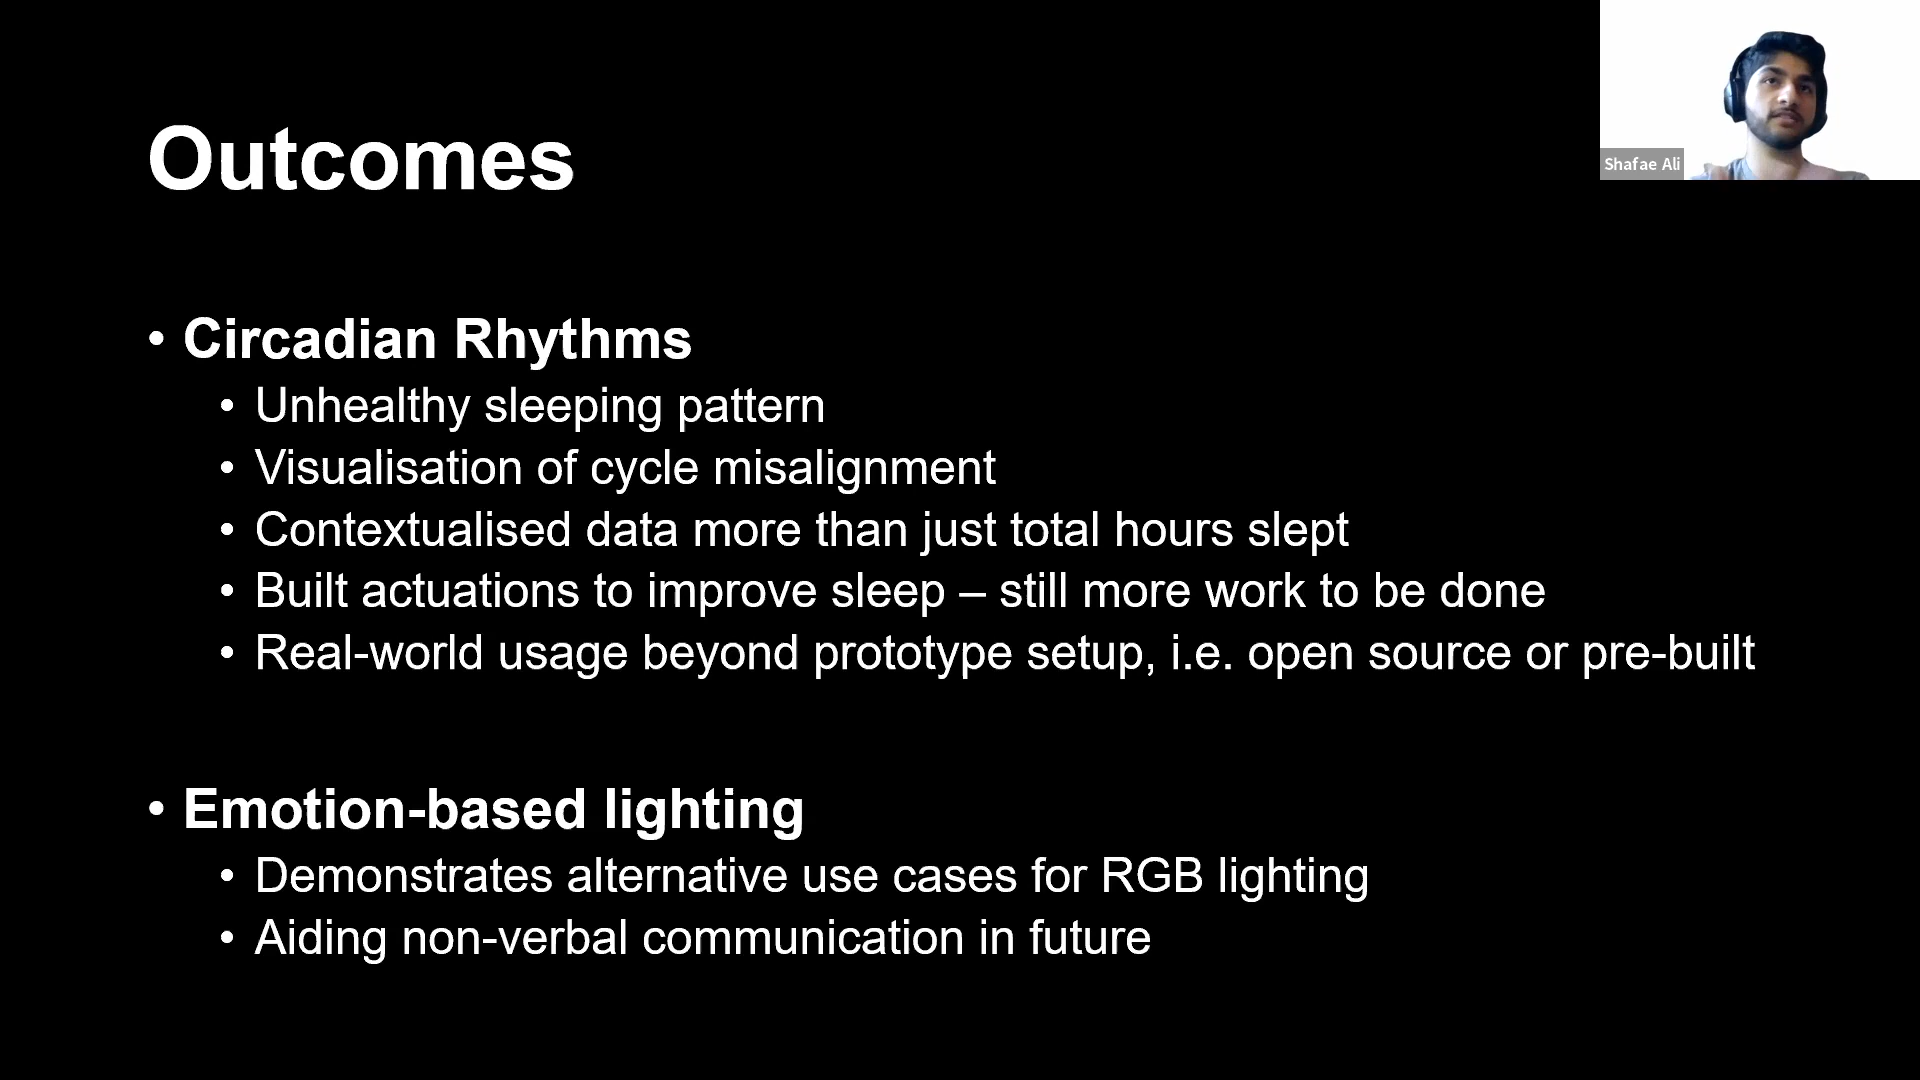 Outcomes
Shafae Ali
• Circadian Rhythms
• Unhealthy sleeping pattern
• Visualisation of cycle misalignment
• Contextualised data more than just total hours slept
• Built actuations to improve sleep – still more work to be done
• Real-world usage beyond prototype setup, i.e. open source or pre-built
• Emotion-based lighting
• Demonstrates alternative use cases for RGB lighting
• Aiding non-verbal communication in future